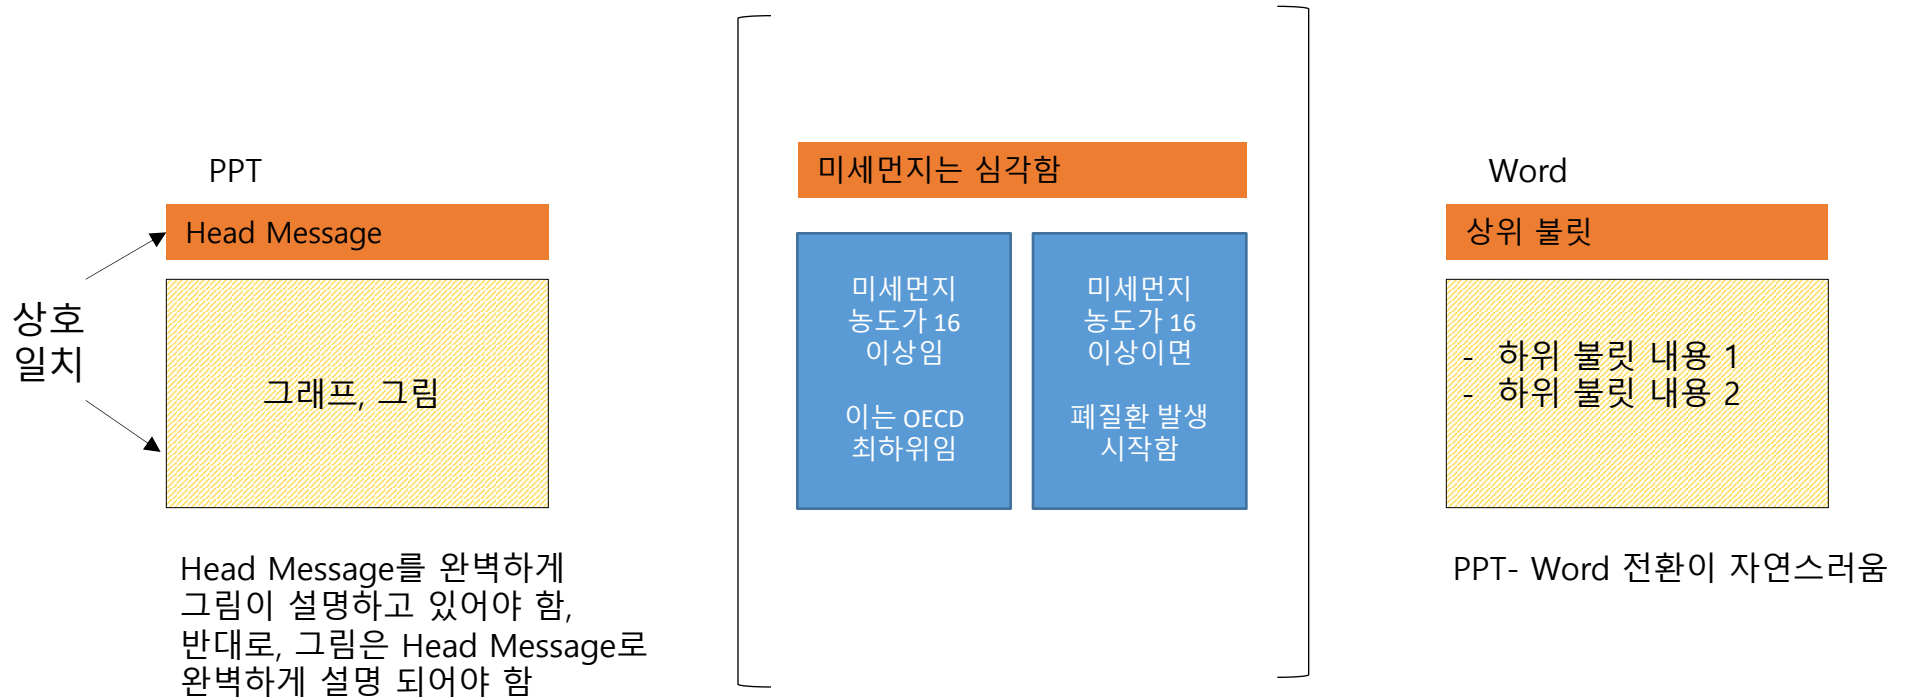 PPT
Head Message
상호
일치
그래프, 그림
Head Message를 완벽하게
그림이 설명하고 있어야 함,
반대로, 그림은 Head Message로
완벽하게 설명 되어야 함
미세먼지는 심각함
미세먼지
농도가 16
이상임
이는 OECD
최하위임
미세먼지
농도가 16
이상이면
폐질환 발생
시작함
Word
상위 불릿
- 하위 불릿 내용 1
- 하위 불릿 내용 2
PPT- Word 전환이 자연스러움